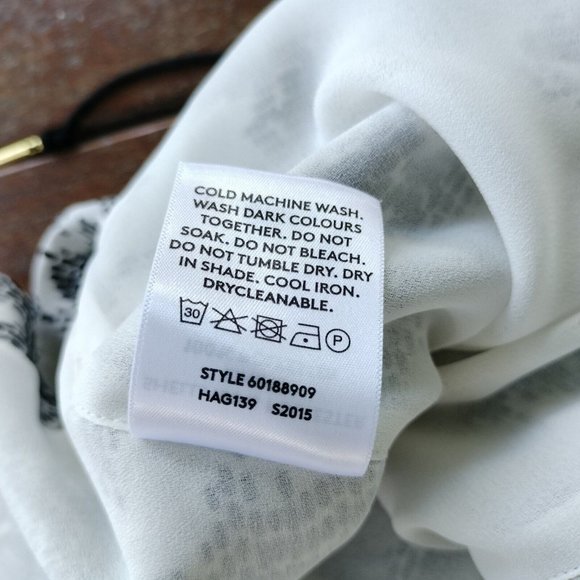 COLD MACHINE WASH.
WASH DARK COLOURS
TOGETHER. DO NOT
SOAK. DO NOT BLEACH.
DO NOT TUMBLE DRY. DRY
IN SHADE. COOL IRON.
DRYCLEANABLE.
30 P
STYLE 60188909
HAG139 S2015